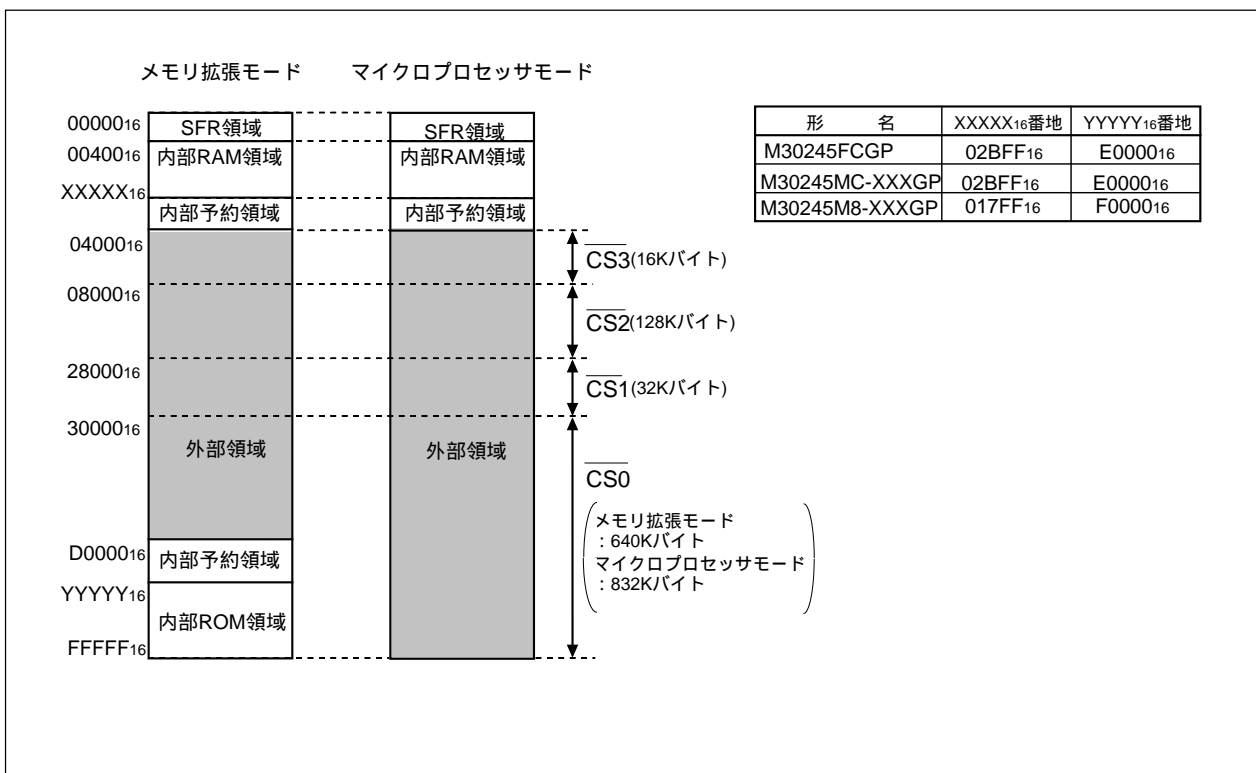 メモリ拡張モード
マイクロプロセッサモード
0000016
SFR領域
SFR領域
0040016
内部RAM領域
内部RAM領域
XXXXX16
内部予約領域
内部予約領域
0400016
CS3(16Kバイト)
0800016
CS2(128Kバイト)
2800016
CS1(32Kバイト)
3000016
外部領域
外部領域
CS0
メモリ拡張モード
:640Kバイト
マイクロプロセッサモード
:832Kバイト
D000016
内部予約領域
YYYYY16
内部ROM領域
FFFFF16
形 名 XXXXX16番地 YYYYY16番地
M30245FCGP 02BFF16 E000016
M30245MC-XXXGP 02BFF16 E000016
M30245M8-XXXGP 017FF16 F000016